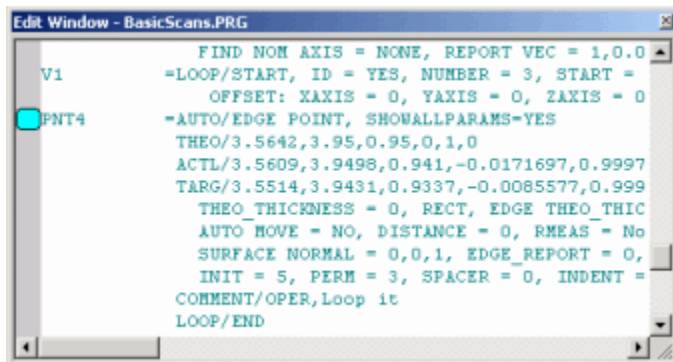 Edit Window - BasicScans.PRG
FIND NOM AXIS = NONE, REPORT VEC = 1,0.0
V1 =LOOP/START, ID = YES, NUMBER = 3, START =
OFFSET: XAXIS = 0, YAXIS = 0, ZAXIS = 0
PNT4 =AUTO/EDGE POINT, SHOWALLPARAMS=YES
THEO/3.5642,3.95,0.95,0,1,0
ACTL/3.5609,3.9498,0.941,-0.0171697,0.9997
TARG/3.5514,3.9431,0.9337,-0.0085577,0.999
THEO_THICKNESS = 0, RECT, EDGE THEO_THIC
AUTO MOVE = NO, DISTANCE = 0, RMEAS = No
SURFACE NORMAL = 0,0,1, EDGE_REPORT = 0,
INIT = 5, PERM = 3, SPACER = 0, INDENT =
COMMENT/OPER,Loop it
LOOP/END